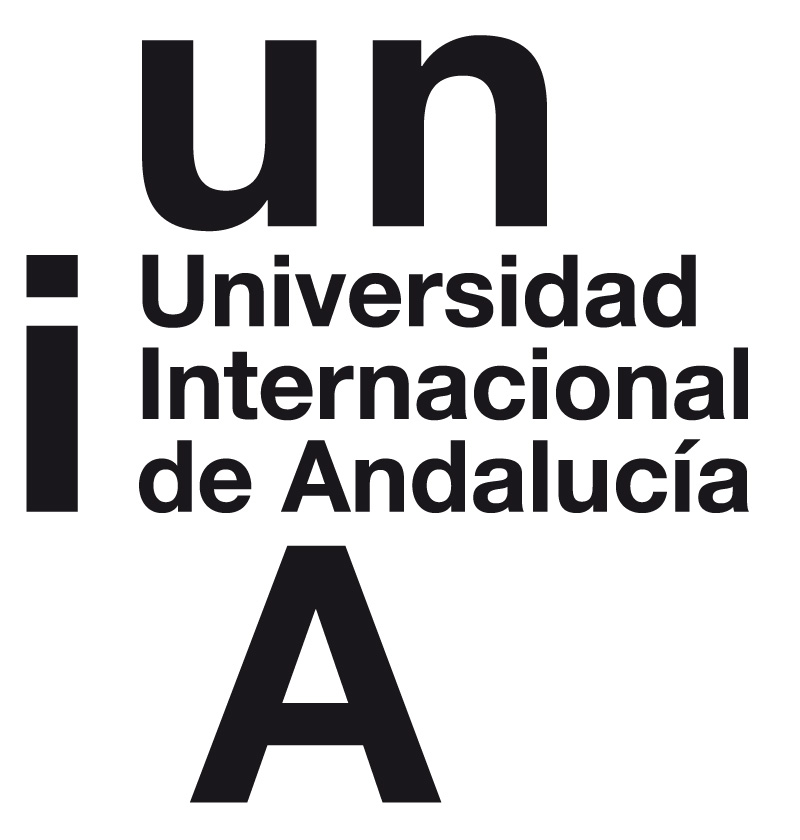 un
i
Universidad
Internacional
de Andalucía
A